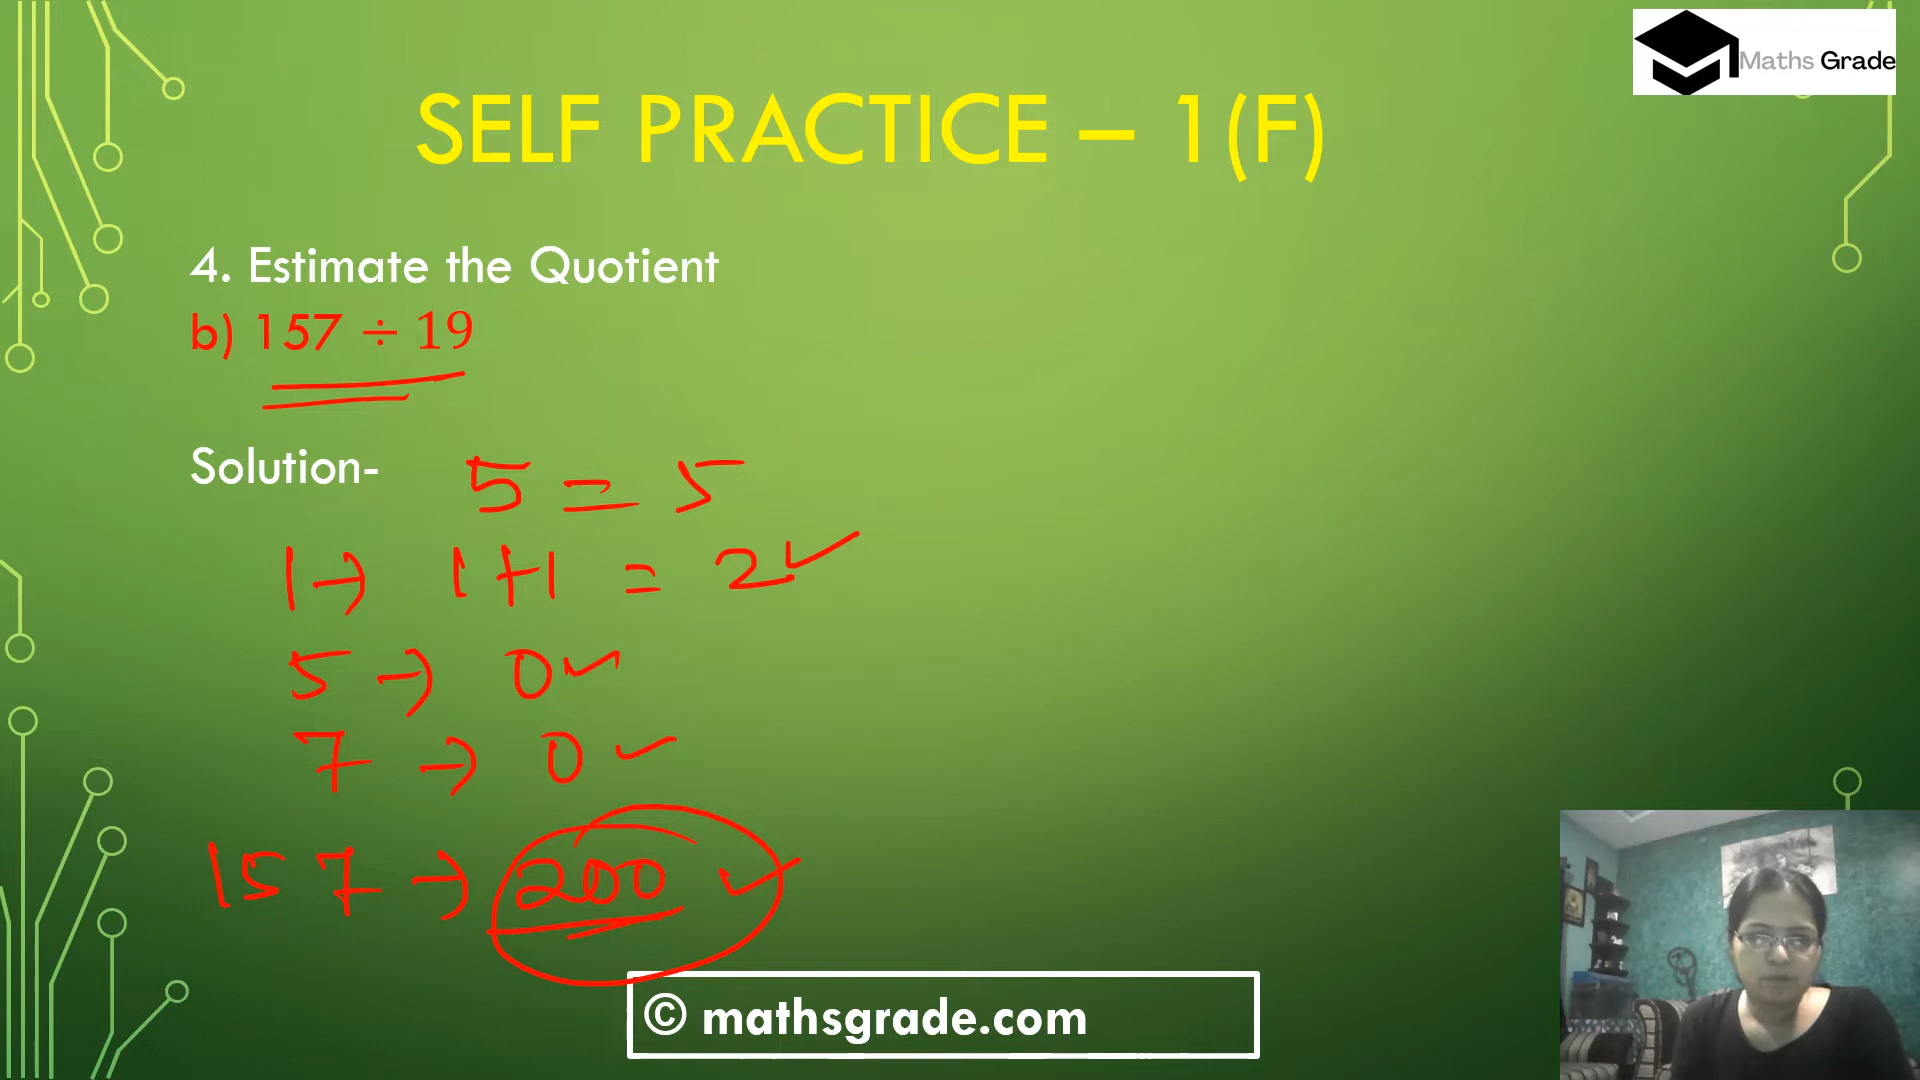 Maths Grade
SELF PRACTICE – 1(F)
4. Estimate the Quotient
b) 157 ÷ 19
Solution-
5 = 5
1 → 1+1 = 2 ✓
5 → 0 ✓
7 → 0 ✓
157 → 200 ✓
© mathsgrade.com